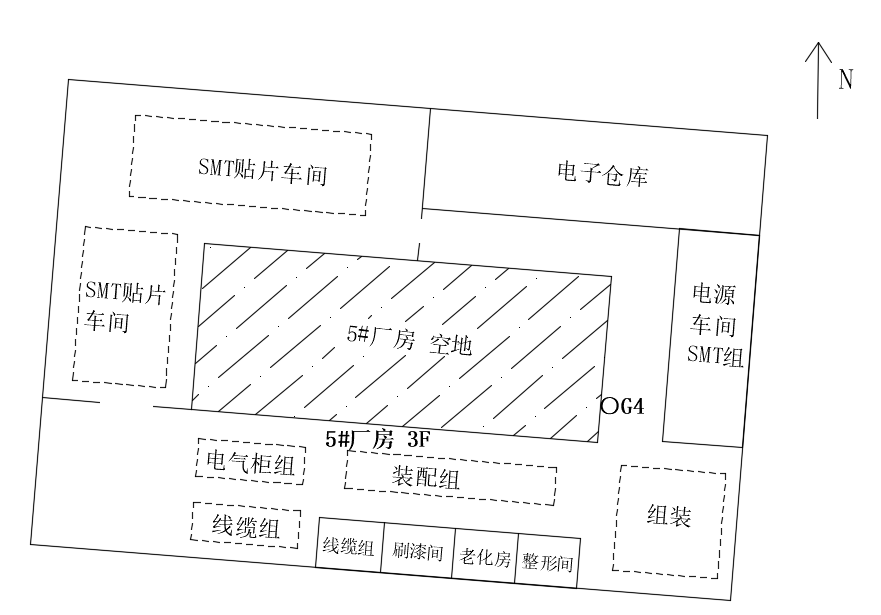 N
SMT贴片车间
电子仓库
SMT贴片
车间
电源
车间
SMT组
5#厂房 空地
G4
5#厂房 3F
电气柜组
装配组
线缆组
组装
线缆组
刷漆间
老化房
整形间